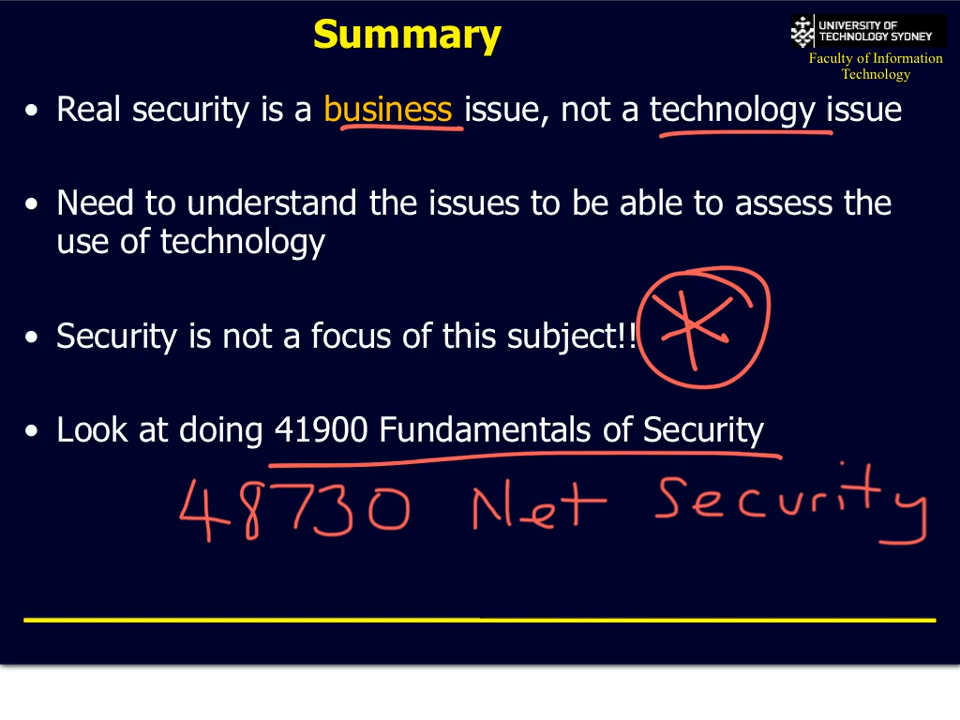 Summary
UNIVERSITY OF
TECHNOLOGY SYDNEY
Faculty of Information
Technology
• Real security is a business issue, not a technology issue
• Need to understand the issues to be able to assess the
use of technology
• Security is not a focus of this subject!!
• Look at doing 41900 Fundamentals of Security
48730 Net Security